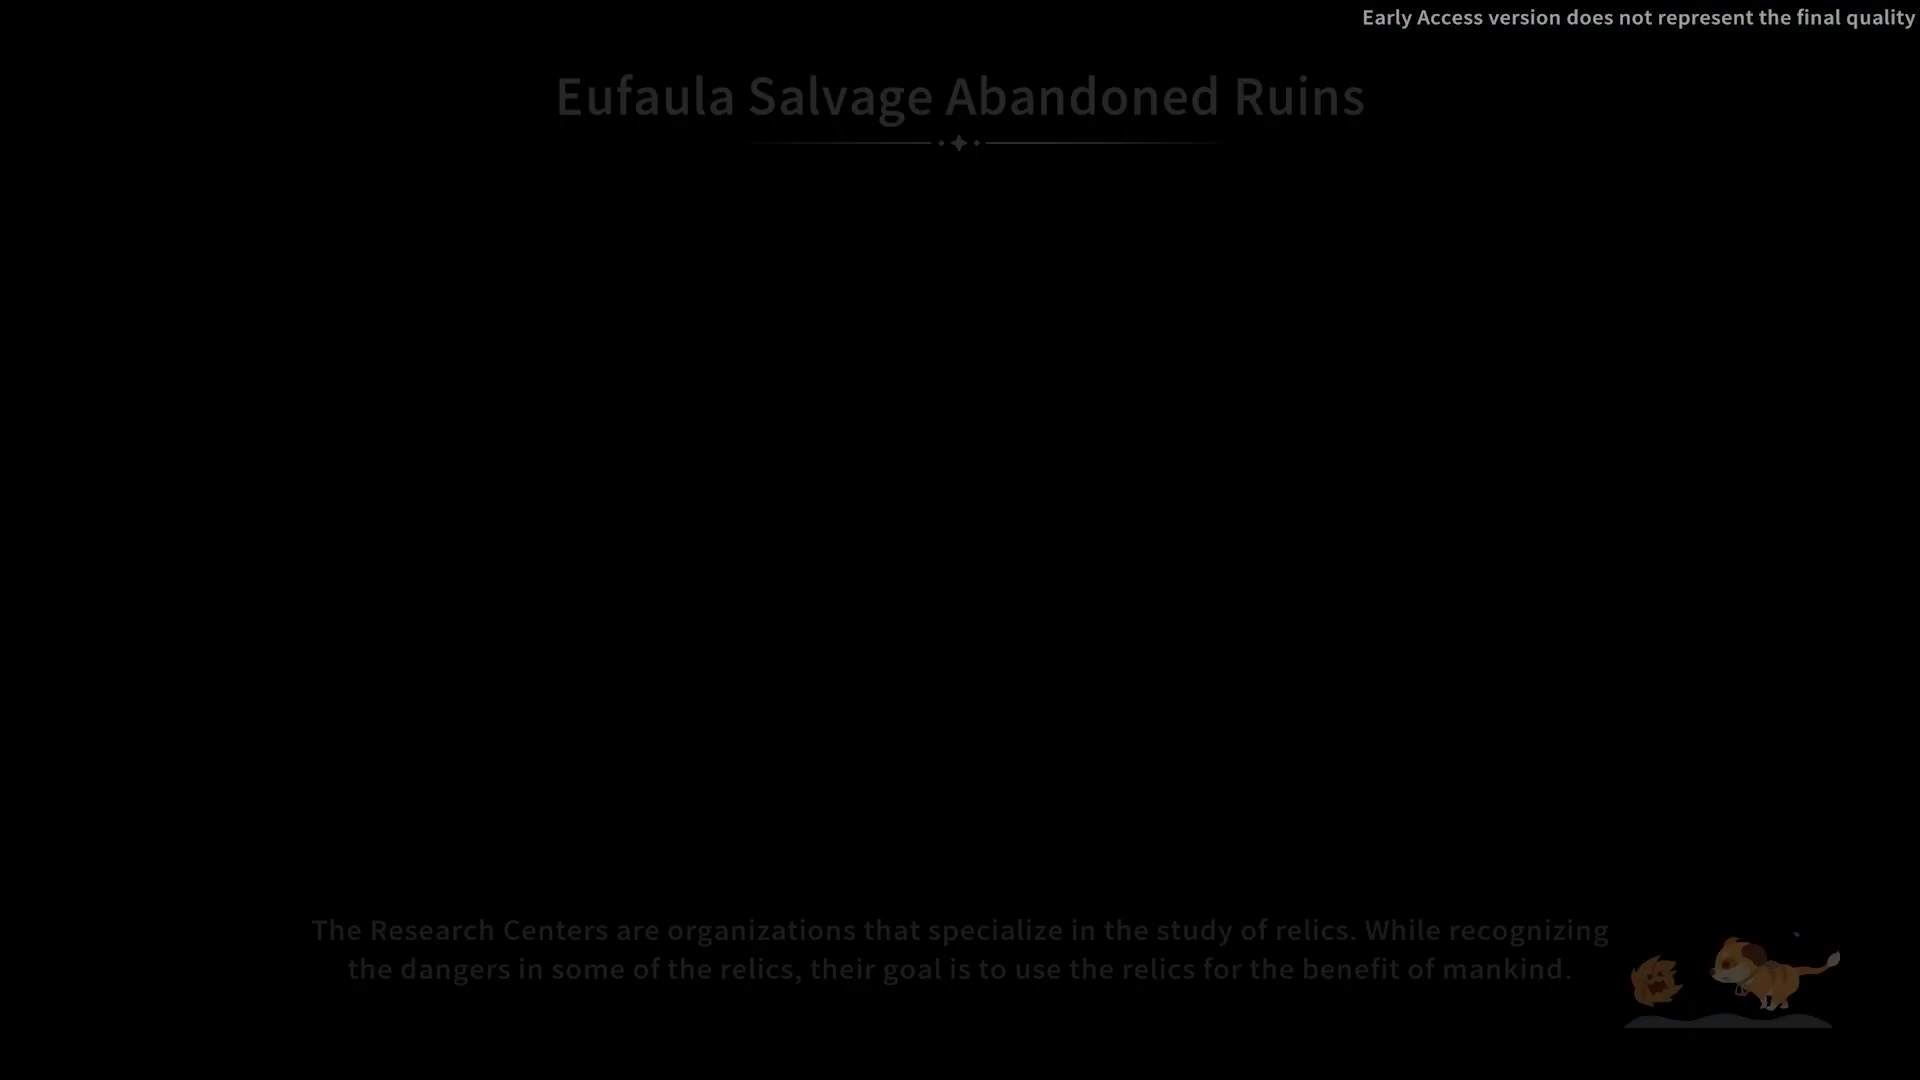 Early Access version does not represent the final quality
Eufaula Salvage Abandoned Ruins
The Research Centers are organizations that specialize in the study of relics. While recognizing
the dangers in some of the relics, their goal is to use the relics for the benefit of mankind.